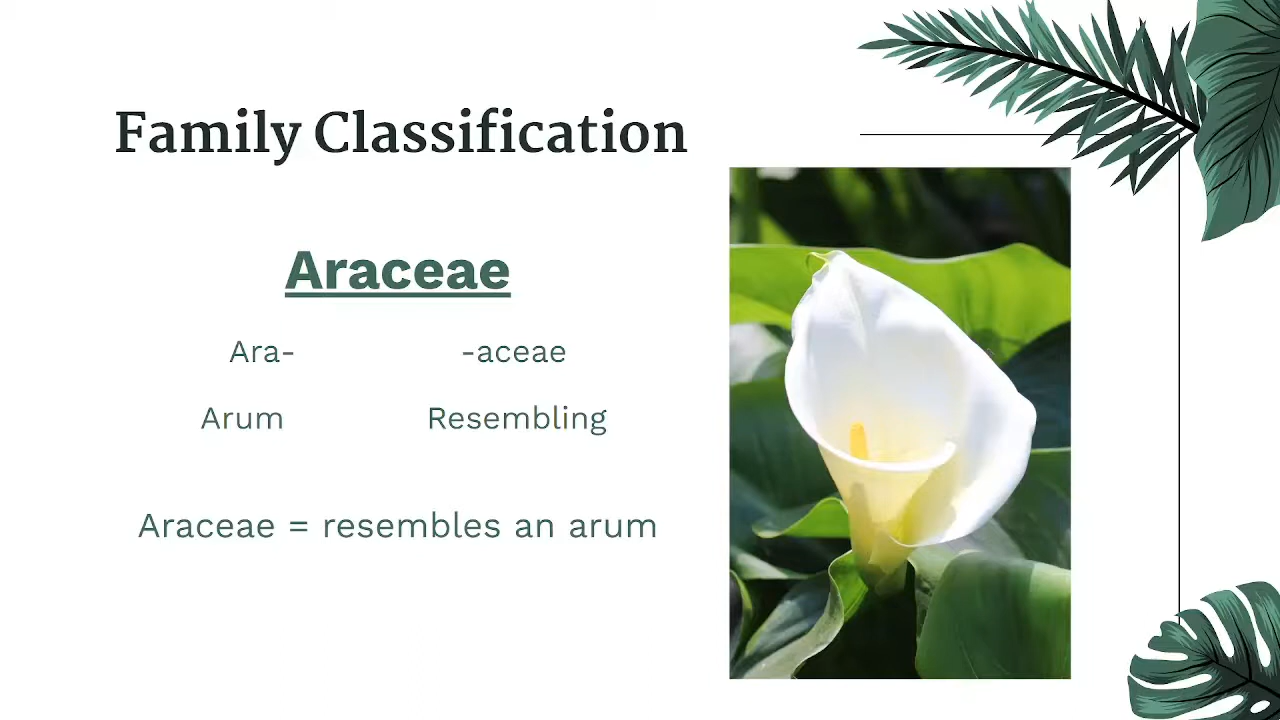 Family Classification
Araceae
Ara- -aceae
Arum Resembling
Araceae = resembles an arum